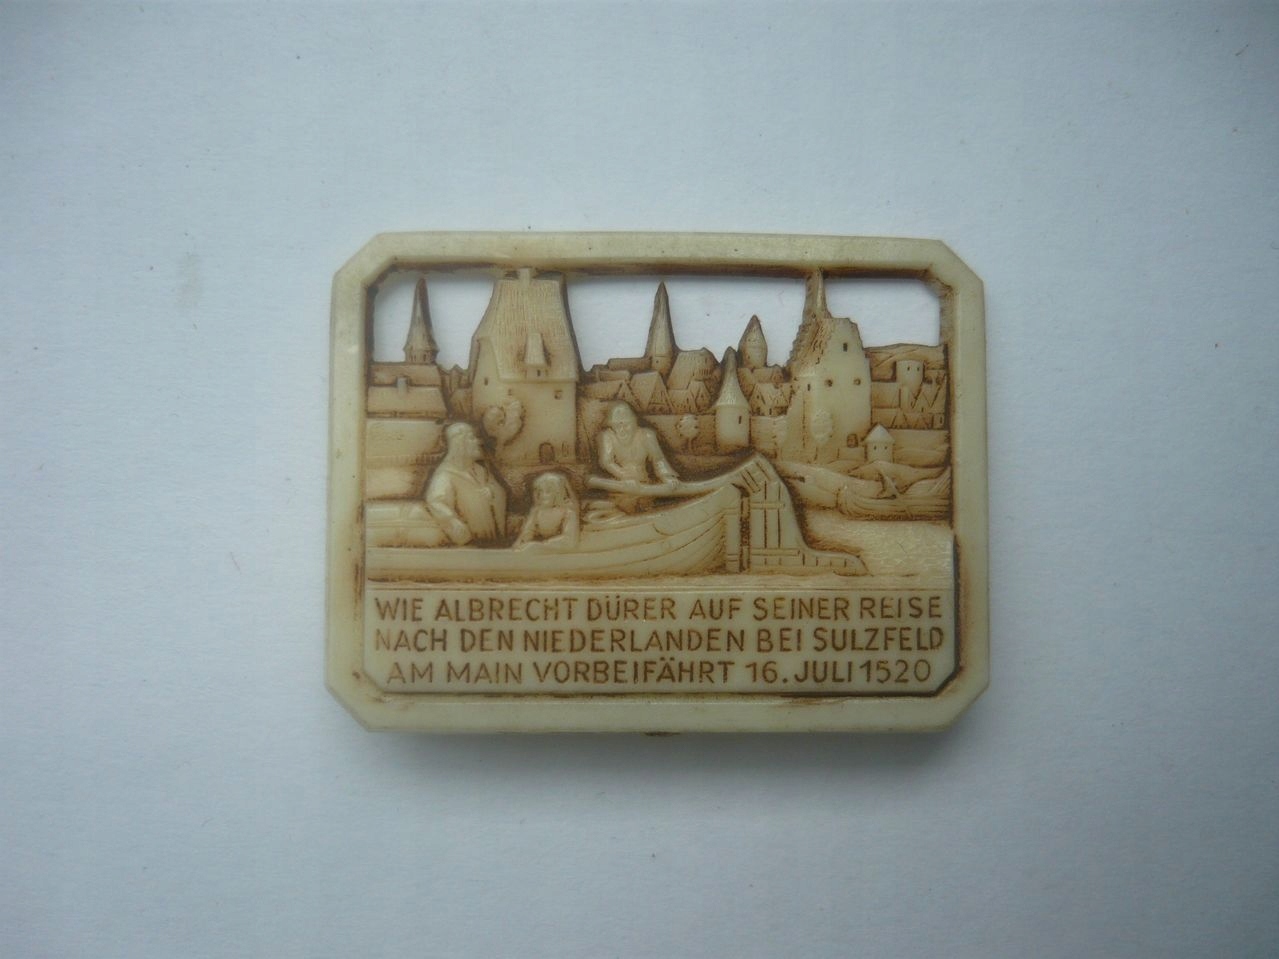 WIE ALBRECHT DÜRER AUF SEINER REISE
NACH DEN NIEDERLANDEN BEI SULZFELD
AM MAIN VORBEIFÄHRT 16. JULI 1520